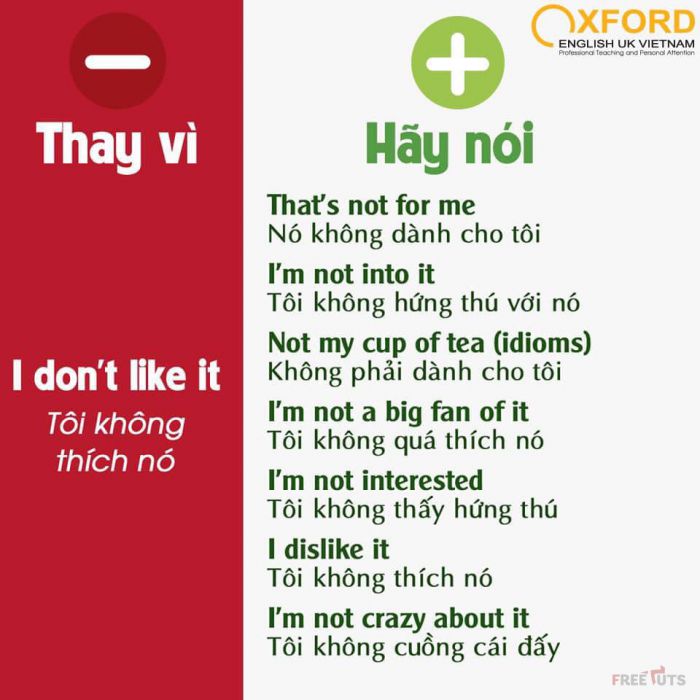 OXFORD
ENGLISH UK VIETNAM
Professional Teaching and Personal Attention
Thay vì
Hãy nói
I don't like it
Tôi không
thích nó
That's not for me
Nó không dành cho tôi
I'm not into it
Tôi không hứng thú với nó
Not my cup of tea (idioms)
Không phải dành cho tôi
I'm not a big fan of it
Tôi không quá thích nó
I'm not interested
Tôi không thấy hứng thú
I dislike it
Tôi không thích nó
I'm not crazy about it
Tôi không cuồng cái đấy
FREETUTS